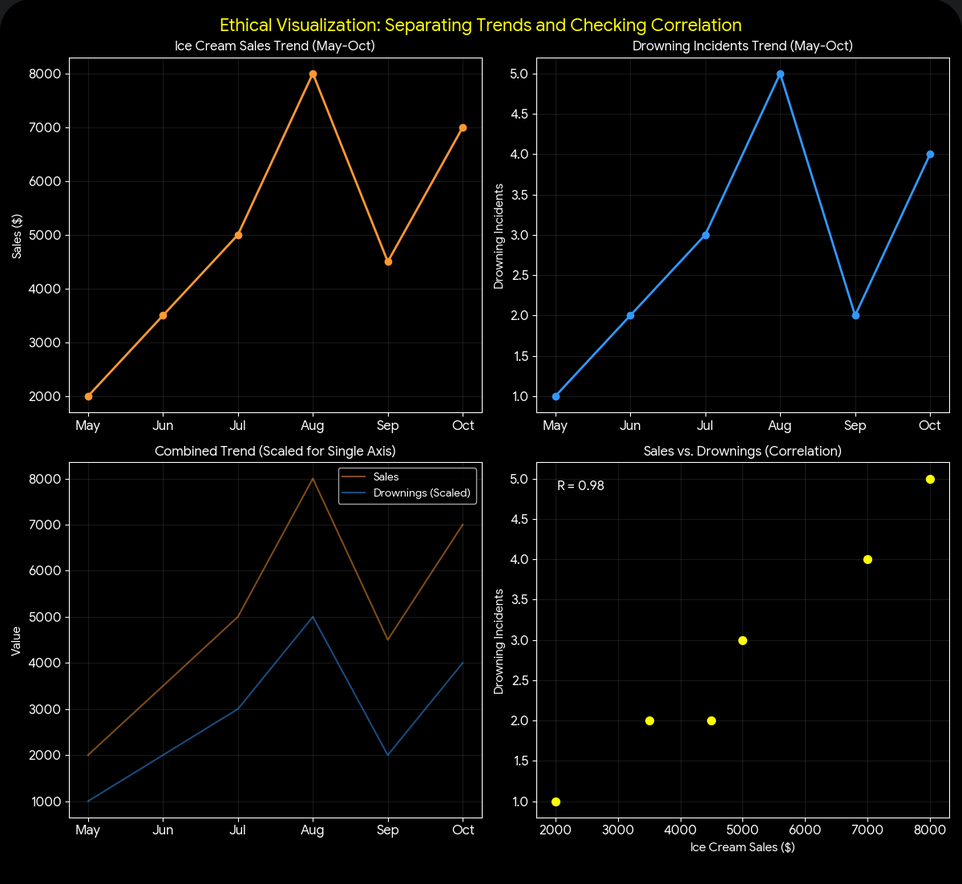 Ethical Visualization: Separating Trends and Checking Correlation
Ice Cream Sales Trend (May-Oct)
Sales ($)
8000
7000
6000
5000
4000
3000
2000
May Jun Jul Aug Sep Oct
Drowning Incidents Trend (May-Oct)
Drowning Incidents
5.0
4.5
4.0
3.5
3.0
2.5
2.0
1.5
1.0
May Jun Jul Aug Sep Oct
Combined Trend (Scaled for Single Axis)
Sales
Drownings (Scaled)
Value
8000
7000
6000
5000
4000
3000
2000
1000
May Jun Jul Aug Sep Oct
Sales vs. Drownings (Correlation)
R = 0.98
Drowning Incidents
5.0
4.5
4.0
3.5
3.0
2.5
2.0
1.5
1.0
2000 3000 4000 5000 6000 7000 8000
Ice Cream Sales ($)